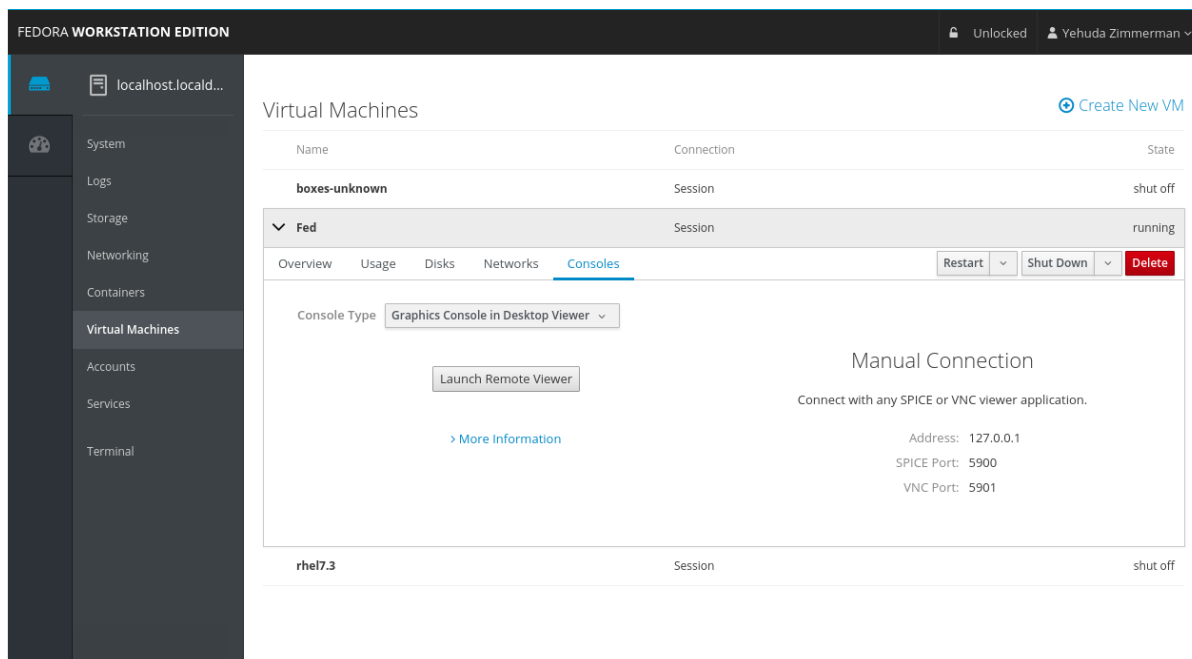 FEDORA WORKSTATION EDITION
Unlocked
Yehuda Zimmerman
localhost.locald...
System
Logs
Storage
Networking
Containers
Virtual Machines
Accounts
Services
Terminal
Virtual Machines
Create New VM
Name Connection State
boxes-unknown Session shut off
Fed Session running
Overview Usage Disks Networks Consoles Restart Shut Down Delete
Console Type Graphics Console in Desktop Viewer
Launch Remote Viewer
More Information
Manual Connection
Connect with any SPICE or VNC viewer application.
Address: 127.0.0.1
SPICE Port: 5900
VNC Port: 5901
rhel7.3 Session shut off